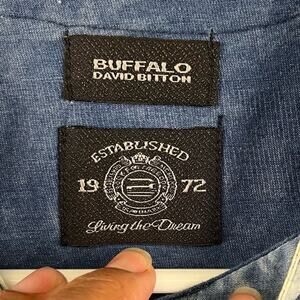 BUFFALO
DAVID BITTON
ESTABLISHED
19 72
Living the Dream